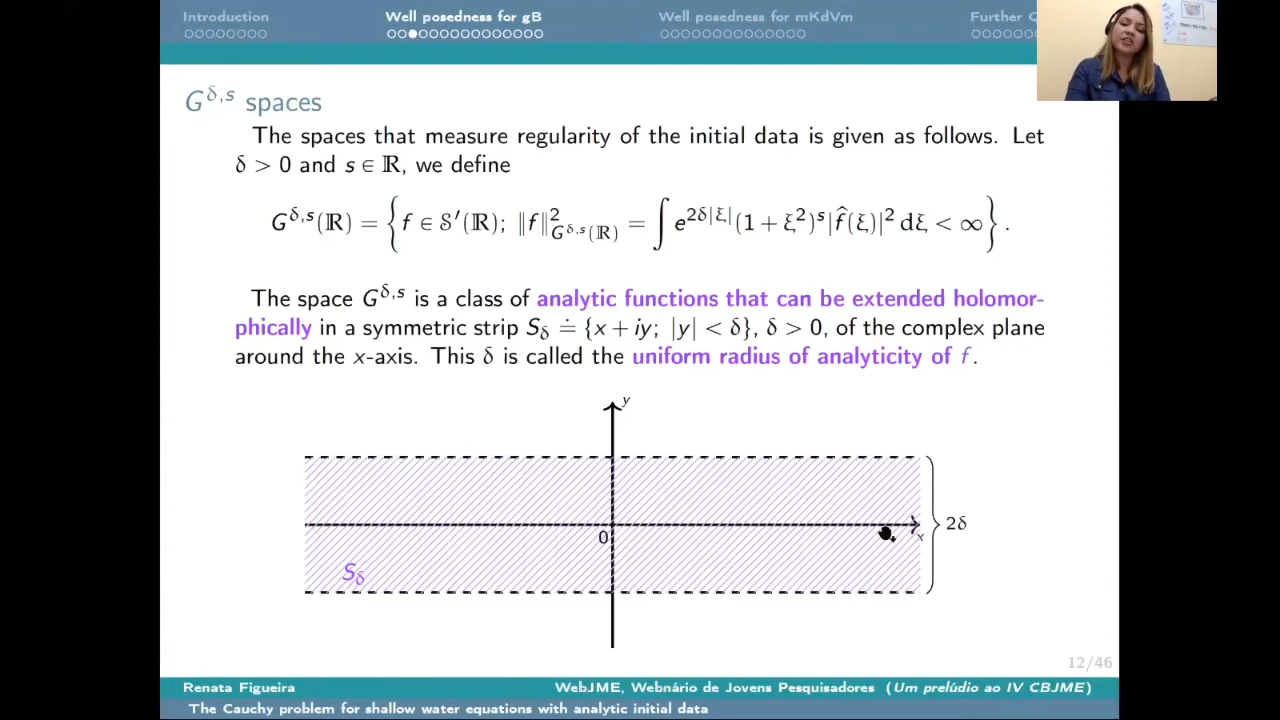 Introduction
Well posedness for gB
Well posedness for mKdVm
Further
G^{δ,s} spaces
The spaces that measure regularity of the initial data is given as follows. Let
δ > 0 and s ∈ ℝ, we define
G^{δ,s}(ℝ) = { f ∈ 𝒮′(ℝ); ‖f‖²_{G^{δ,s}(ℝ)} = ∫ e^{2δ|ξ|}(1 + ξ²)^s|f̂(ξ)|² dξ < ∞ }.
The space G^{δ,s} is a class of analytic functions that can be extended holomor-
phically in a symmetric strip S_δ ≐ {x + iy; |y| < δ}, δ > 0, of the complex plane
around the x-axis. This δ is called the uniform radius of analyticity of f.
y
0
x
2δ
S_δ
12/46
Renata Figueira
WebJME, Webnário de Jovens Pesquisadores (Um prelúdio ao IV CBJME)
The Cauchy problem for shallow water equations with analytic initial data